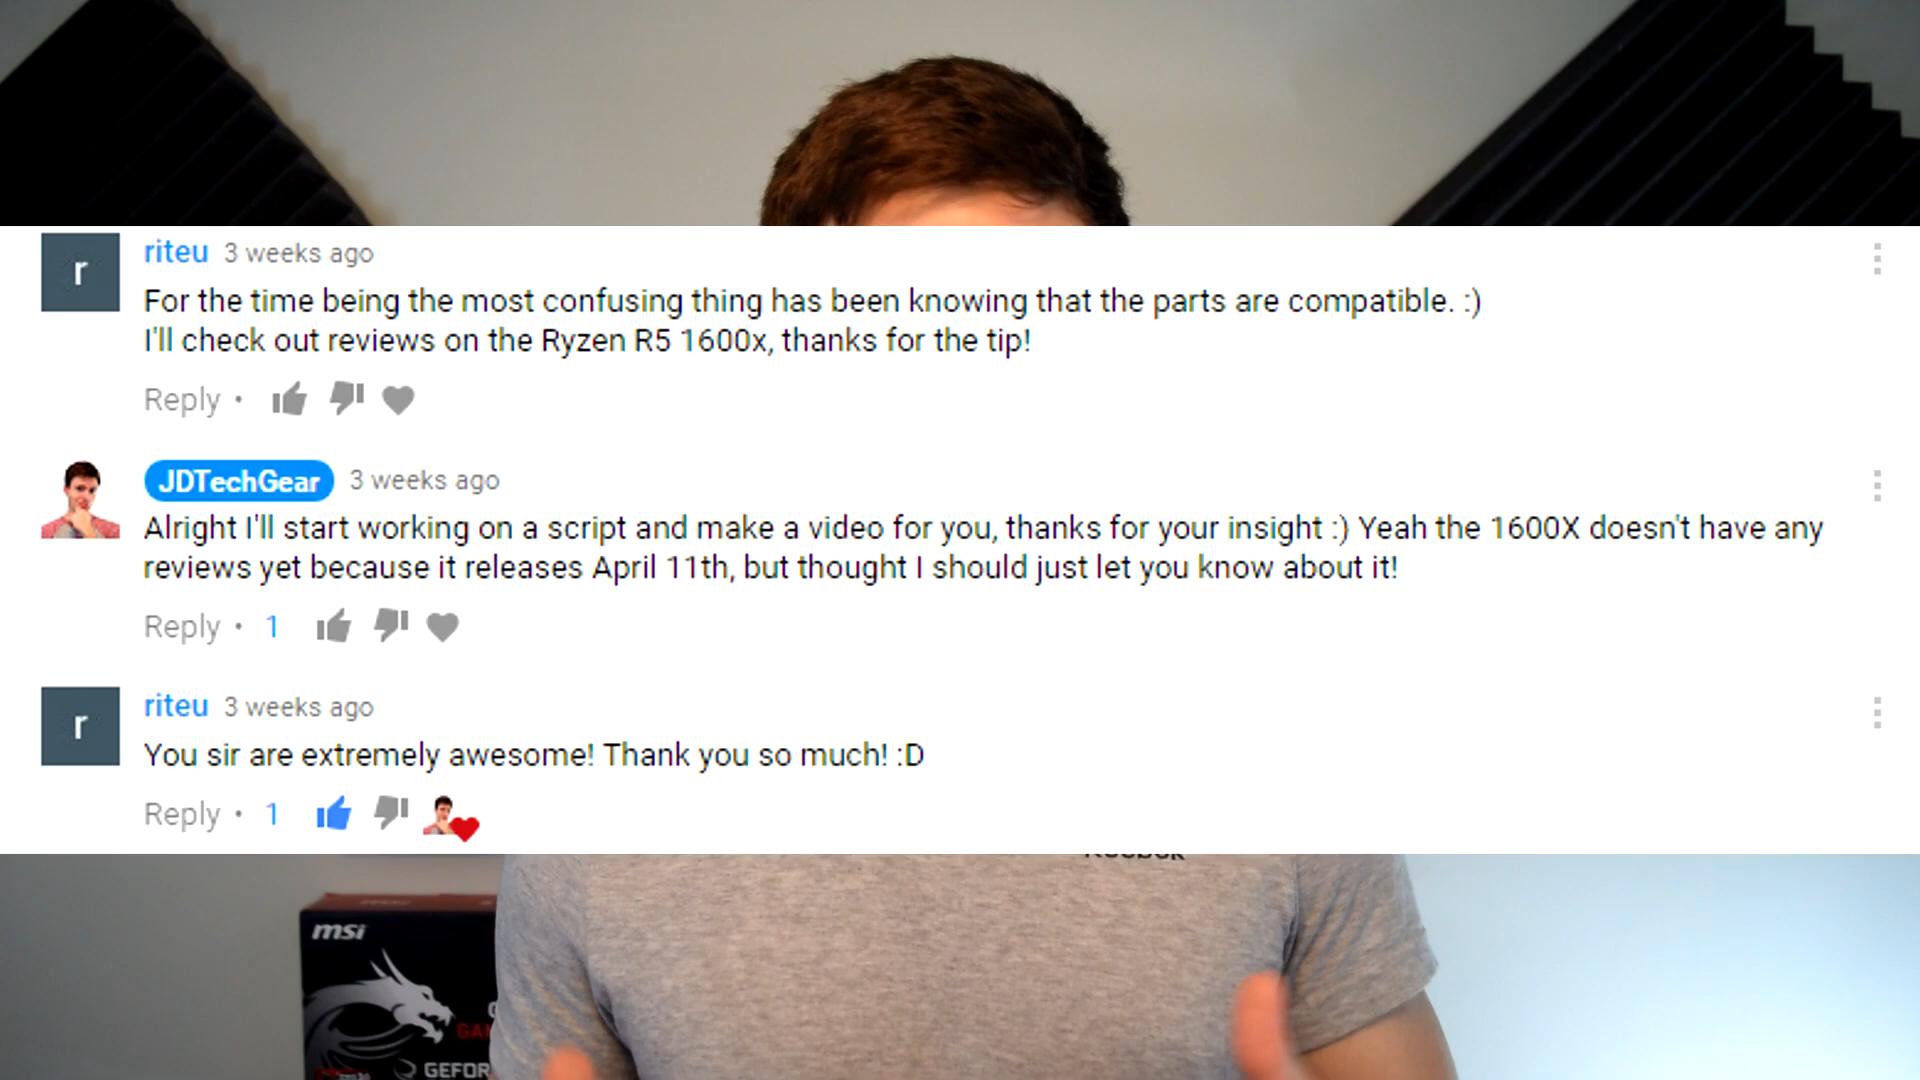 r
riteu 3 weeks ago
For the time being the most confusing thing has been knowing that the parts are compatible. :)
I'll check out reviews on the Ryzen R5 1600x, thanks for the tip!
Reply •
JDTechGear 3 weeks ago
Alright I'll start working on a script and make a video for you, thanks for your insight :) Yeah the 1600X doesn't have any
reviews yet because it releases April 11th, but thought I should just let you know about it!
Reply • 1
r
riteu 3 weeks ago
You sir are extremely awesome! Thank you so much! :D
Reply • 1
msi